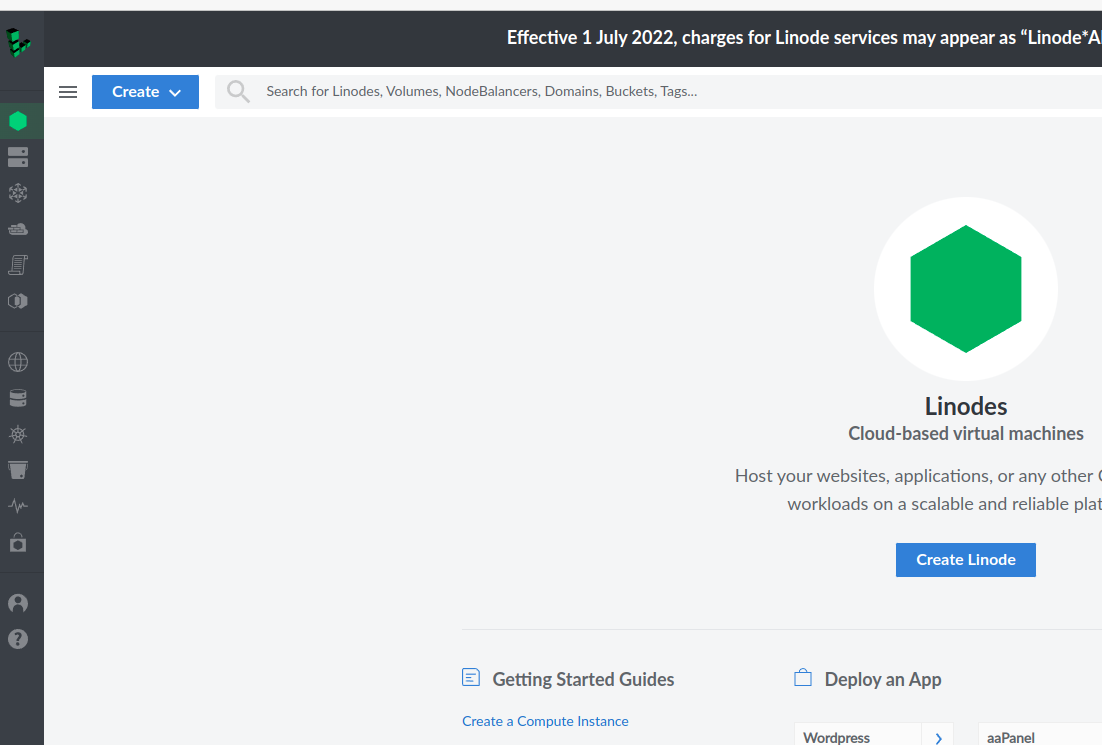 Effective 1 July 2022, charges for Linode services may appear as “Linode*A
Create
Search for Linodes, Volumes, NodeBalancers, Domains, Buckets, Tags...
Linodes
Cloud-based virtual machines
Host your websites, applications, or any other
workloads on a scalable and reliable plat
Create Linode
Getting Started Guides
Deploy an App
Create a Compute Instance
Wordpress
aaPanel